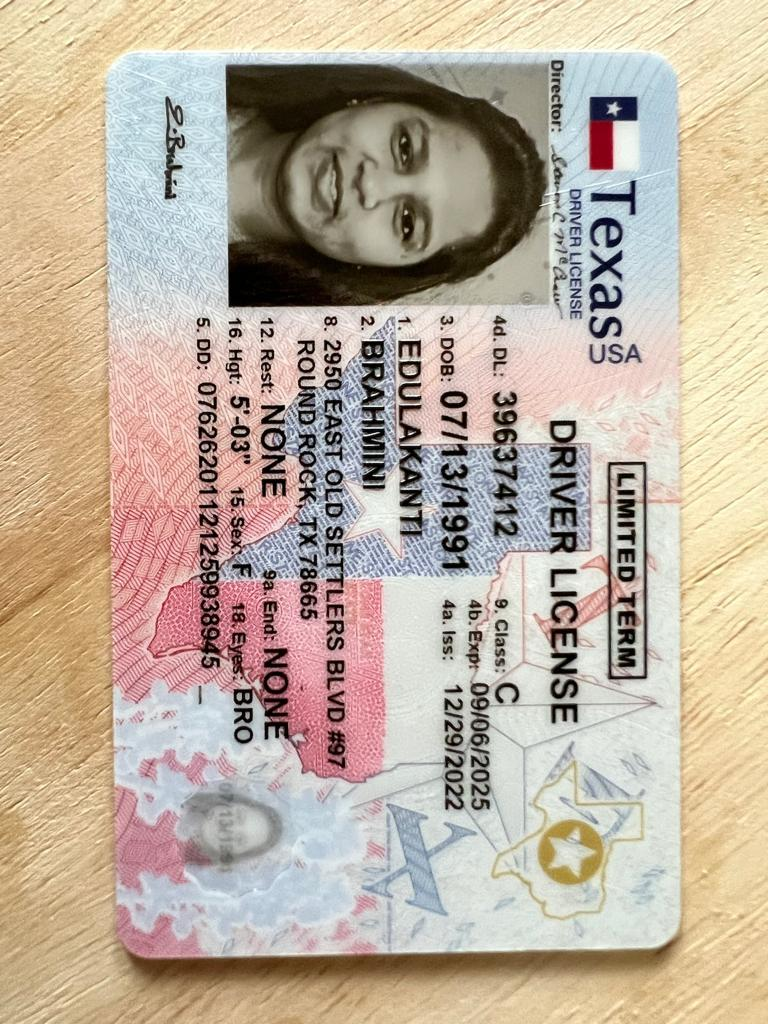 Texas USA
DRIVER LICENSE
Director:
LIMITED TERM
DRIVER LICENSE
4d. DL: 39637412 9. Class: C
3. DOB: 07/13/1991 4b. Exp: 09/06/2025
4a. Iss: 12/29/2022
1. EDULAKANTI
2. BRAHMINI
8. 2950 EAST OLD SETTLERS BLVD #97
ROUND ROCK, TX 78665
12. Rest: NONE 9a. End: NONE
16. Hgt: 5'-03" 15. Sex: F 18. Eyes: BRO
5. DD: 07626201121259938945
T
X